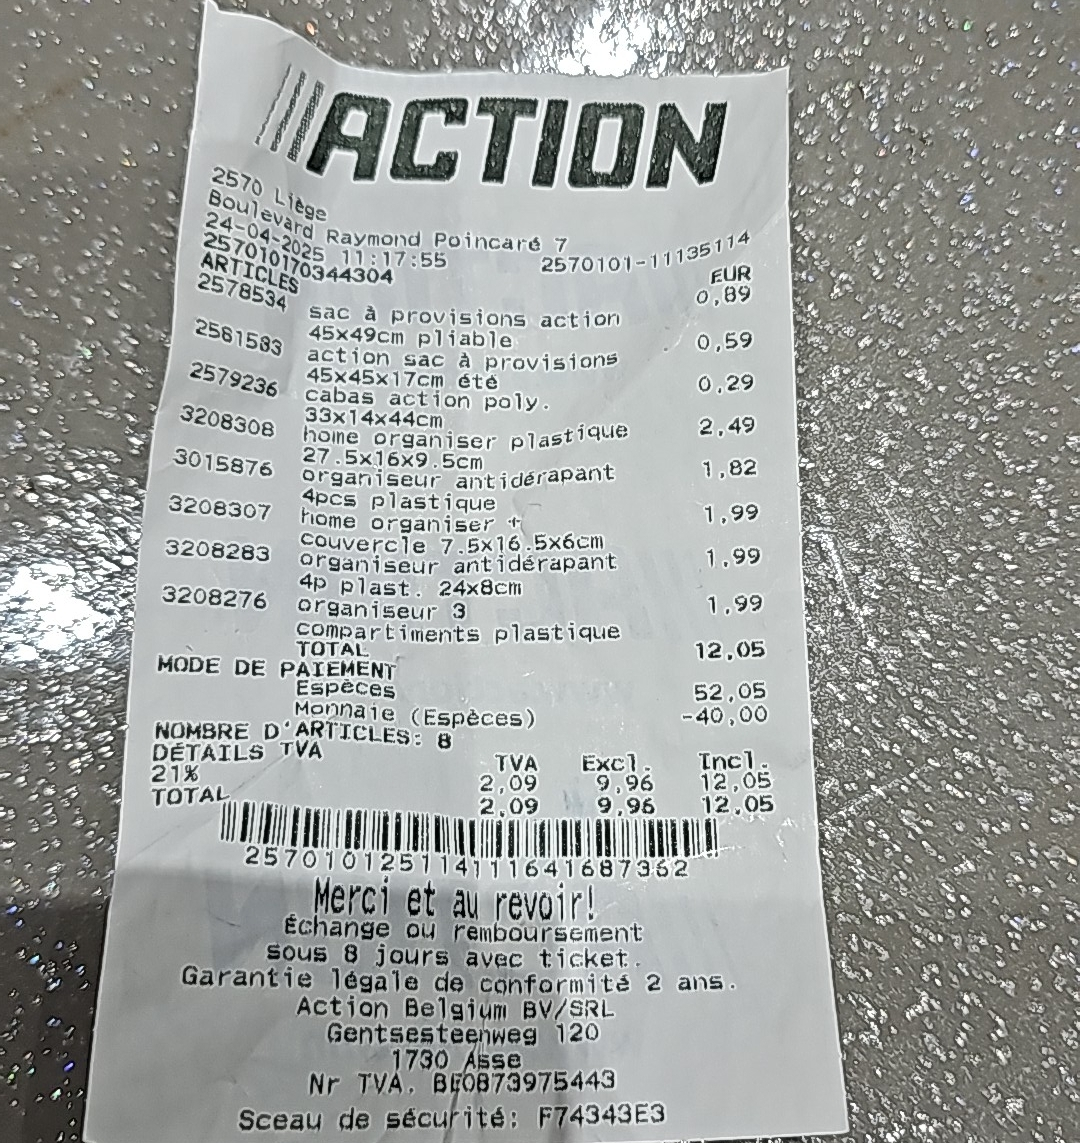 ACTION
2570 Liège
Boulevard Raymond Poincaré 7
24-04-2025 11:17:55 2570101-11135114
257010170344304
ARTICLES EUR
2578534 sac à provisions action 0,89
45x49cm pliable
2561583 action sac à provisions 0,59
45x45x17cm été
2579236 cabas action poly. 0,29
33x14x44cm
3208308 home organiser plastique 2,49
27.5x16x9.5cm
3015876 organiseur antidérapant 1,82
4pcs plastique
3208307 home organiser + 1,99
couvercle 7.5x16.5x6cm
3208283 organiseur antidérapant 1,99
4p plast. 24x8cm
3208276 organiseur 3 1,99
compartiments plastique
TOTAL 12,05
MODE DE PAIEMENT
Espèces 52,05
Monnaie (Espèces) -40,00
NOMBRE D'ARTICLES: 8
DÉTAILS TVA TVA Excl. Incl.
21% 2,09 9,96 12,05
TOTAL 2,09 9,96 12,05
2570101251141116416873​62
Merci et au revoir!
Échange ou remboursement
sous 8 jours avec ticket.
Garantie légale de conformité 2 ans.
Action Belgium BV/SRL
Gentsesteenweg 120
1730 Asse
Nr TVA. BE0873975443
Sceau de sécurité: F74343E3